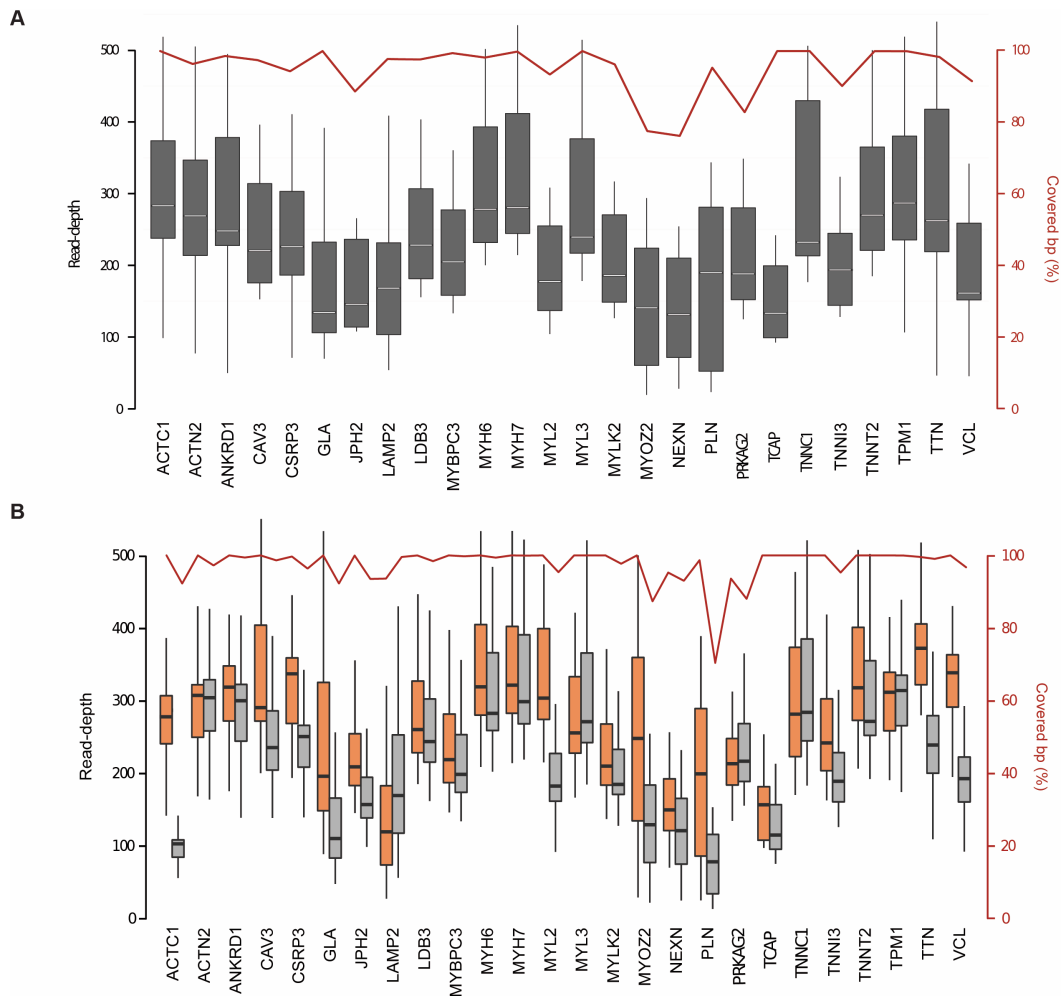 A
500
400
300
200
100
0
Read-depth
100
80
60
40
20
0
Covered bp (%)
ACTC1
ACTN2
ANKRD1
CAV3
CSRP3
GLA
JPH2
LAMP2
LDB3
MYBPC3
MYH6
MYH7
MYL2
MYL3
MYLK2
MYOZ2
NEXN
PLN
PRKAG2
TCAP
TNNC1
TNNI3
TNNT2
TPM1
TTN
VCL
B
500
400
300
200
100
0
Read-depth
100
80
60
40
20
0
Covered bp (%)
ACTC1
ACTN2
ANKRD1
CAV3
CSRP3
GLA
JPH2
LAMP2
LDB3
MYBPC3
MYH6
MYH7
MYL2
MYL3
MYLK2
MYOZ2
NEXN
PLN
PRKAG2
TCAP
TNNC1
TNNI3
TNNT2
TPM1
TTN
VCL